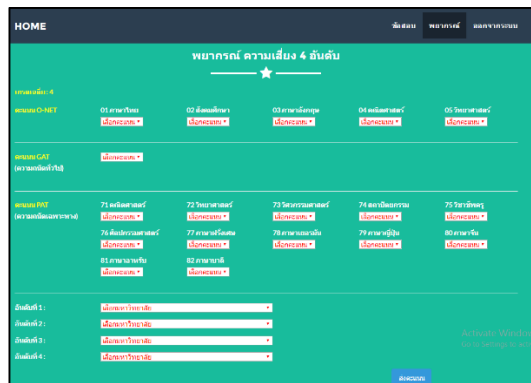 HOME ข้อสอบ พยากรณ์ ออกจากระบบ
พยากรณ์ ความเสี่ยง 4 อันดับ
เกรดเฉลี่ย: 4
คะแนน O-NET 01 ภาษาไทย 02 สังคมศึกษา 03 ภาษาอังกฤษ 04 คณิตศาสตร์ 05 วิทยาศาสตร์
เลือกคะแนน เลือกคะแนน เลือกคะแนน เลือกคะแนน เลือกคะแนน
คะแนน GAT เลือกคะแนน
(ความถนัดทั่วไป)
คะแนน PAT 71 คณิตศาสตร์ 72 วิทยาศาสตร์ 73 วิศวกรรมศาสตร์ 74 สถาปัตยกรรม 75 วิชาชีพครู
(ความถนัดเฉพาะทาง) เลือกคะแนน เลือกคะแนน เลือกคะแนน เลือกคะแนน เลือกคะแนน
76 ศิลปกรรมศาสตร์ 77 ภาษาฝรั่งเศส 78 ภาษาเยอรมัน 79 ภาษาญี่ปุ่น 80 ภาษาจีน
เลือกคะแนน เลือกคะแนน เลือกคะแนน เลือกคะแนน เลือกคะแนน
81 ภาษาอาหรับ 82 ภาษาบาลี
เลือกคะแนน เลือกคะแนน
อันดับที่ 1 : เลือกมหาวิทยาลัย
อันดับที่ 2 : เลือกมหาวิทยาลัย
อันดับที่ 3 : เลือกมหาวิทยาลัย
อันดับที่ 4 : เลือกมหาวิทยาลัย
Activate Windows
Go to Settings to
ส่งคะแนน